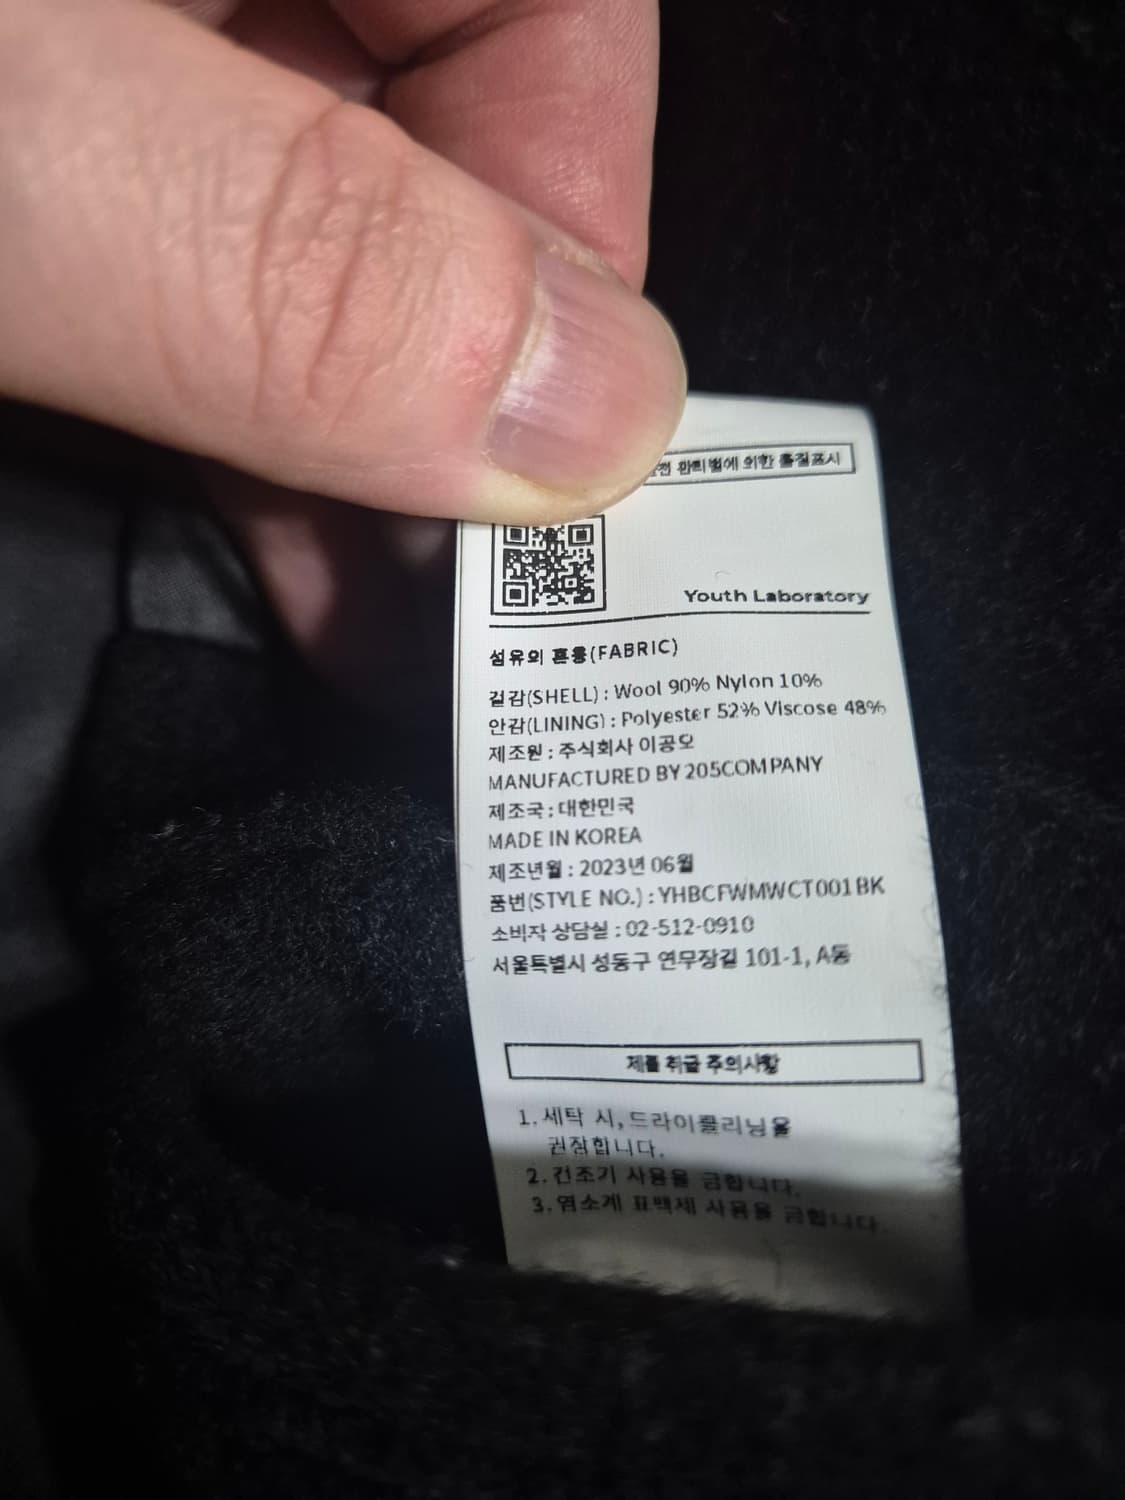 전 관리법에 의한 품질표시
Youth Laboratory
섬유의 혼용(FABRIC)
겉감(SHELL) : Wool 90% Nylon 10%
안감(LINING) : Polyester 52% Viscose 48%
제조원 : 주식회사 이공오
MANUFACTURED BY 205COMPANY
제조국 : 대한민국
MADE IN KOREA
제조년월 : 2023년 06월
품번(STYLE NO.) : YHBCFWMWCT001BK
소비자 상담실 : 02-512-0910
서울특별시 성동구 연무장길 101-1, A동
제품 취급 주의사항
1. 세탁 시, 드라이클리닝을
권장합니다.
2. 건조기 사용을 금합니다.
3. 염소계 표백제 사용을 금합니다.